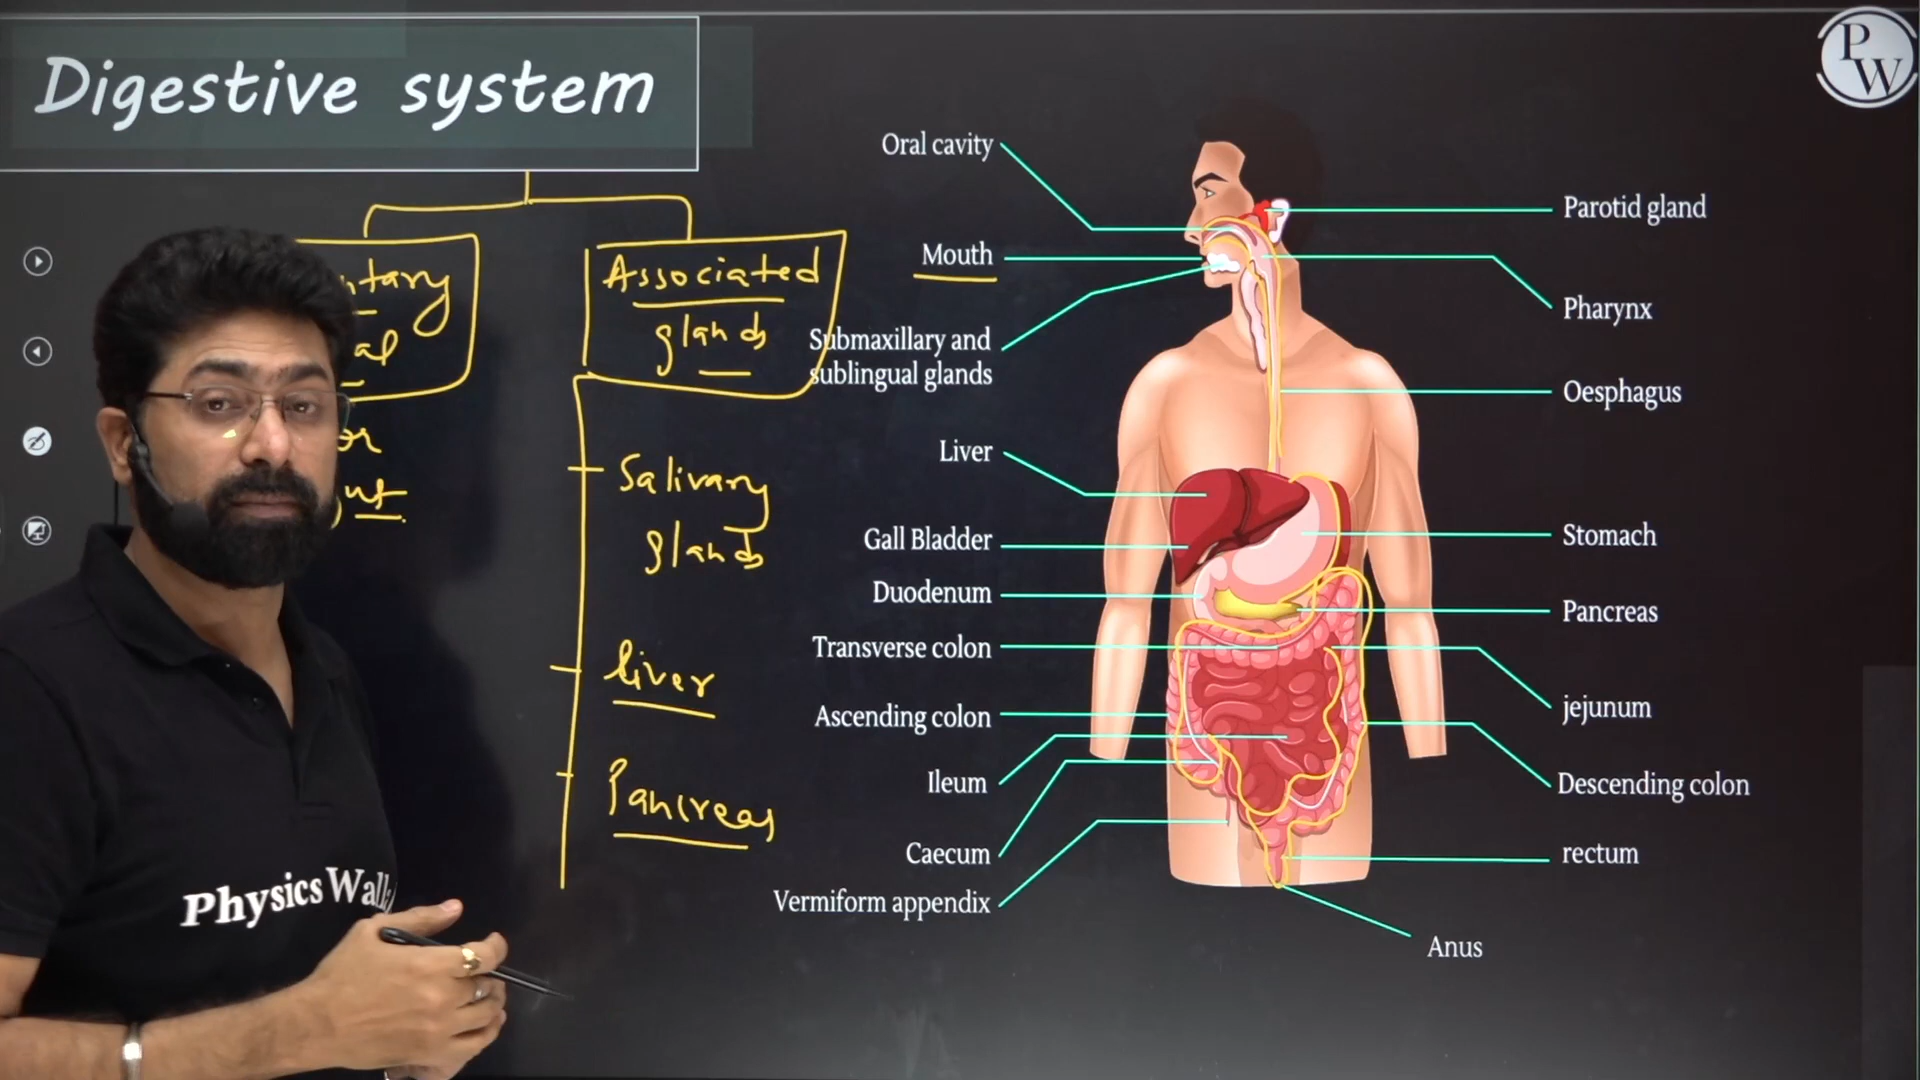 Digestive system
PW
Associated
glands
Salivary
glands
liver
Pancreas
or
Oral cavity
Mouth
Submaxillary and
sublingual glands
Liver
Gall Bladder
Duodenum
Transverse colon
Ascending colon
Ileum
Caecum
Vermiform appendix
Parotid gland
Pharynx
Oesphagus
Stomach
Pancreas
jejunum
Descending colon
rectum
Anus
Physics